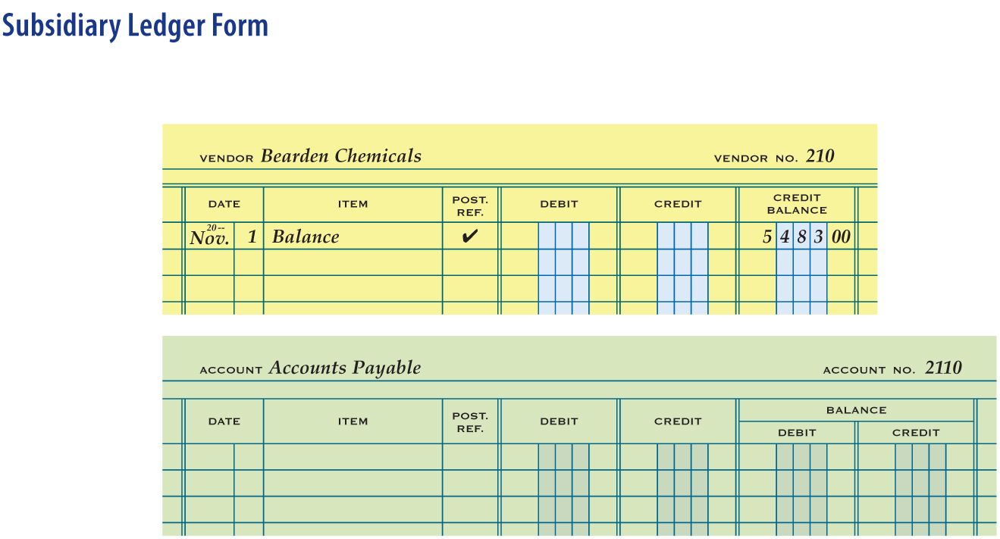 Subsidiary Ledger Form
VENDOR Bearden Chemicals VENDOR NO. 210
DATE ITEM POST. REF. DEBIT CREDIT CREDIT BALANCE
20--
Nov. 1 Balance ✔ 5 4 8 3 00
ACCOUNT Accounts Payable ACCOUNT NO. 2110
DATE ITEM POST. REF. DEBIT CREDIT BALANCE
DEBIT CREDIT